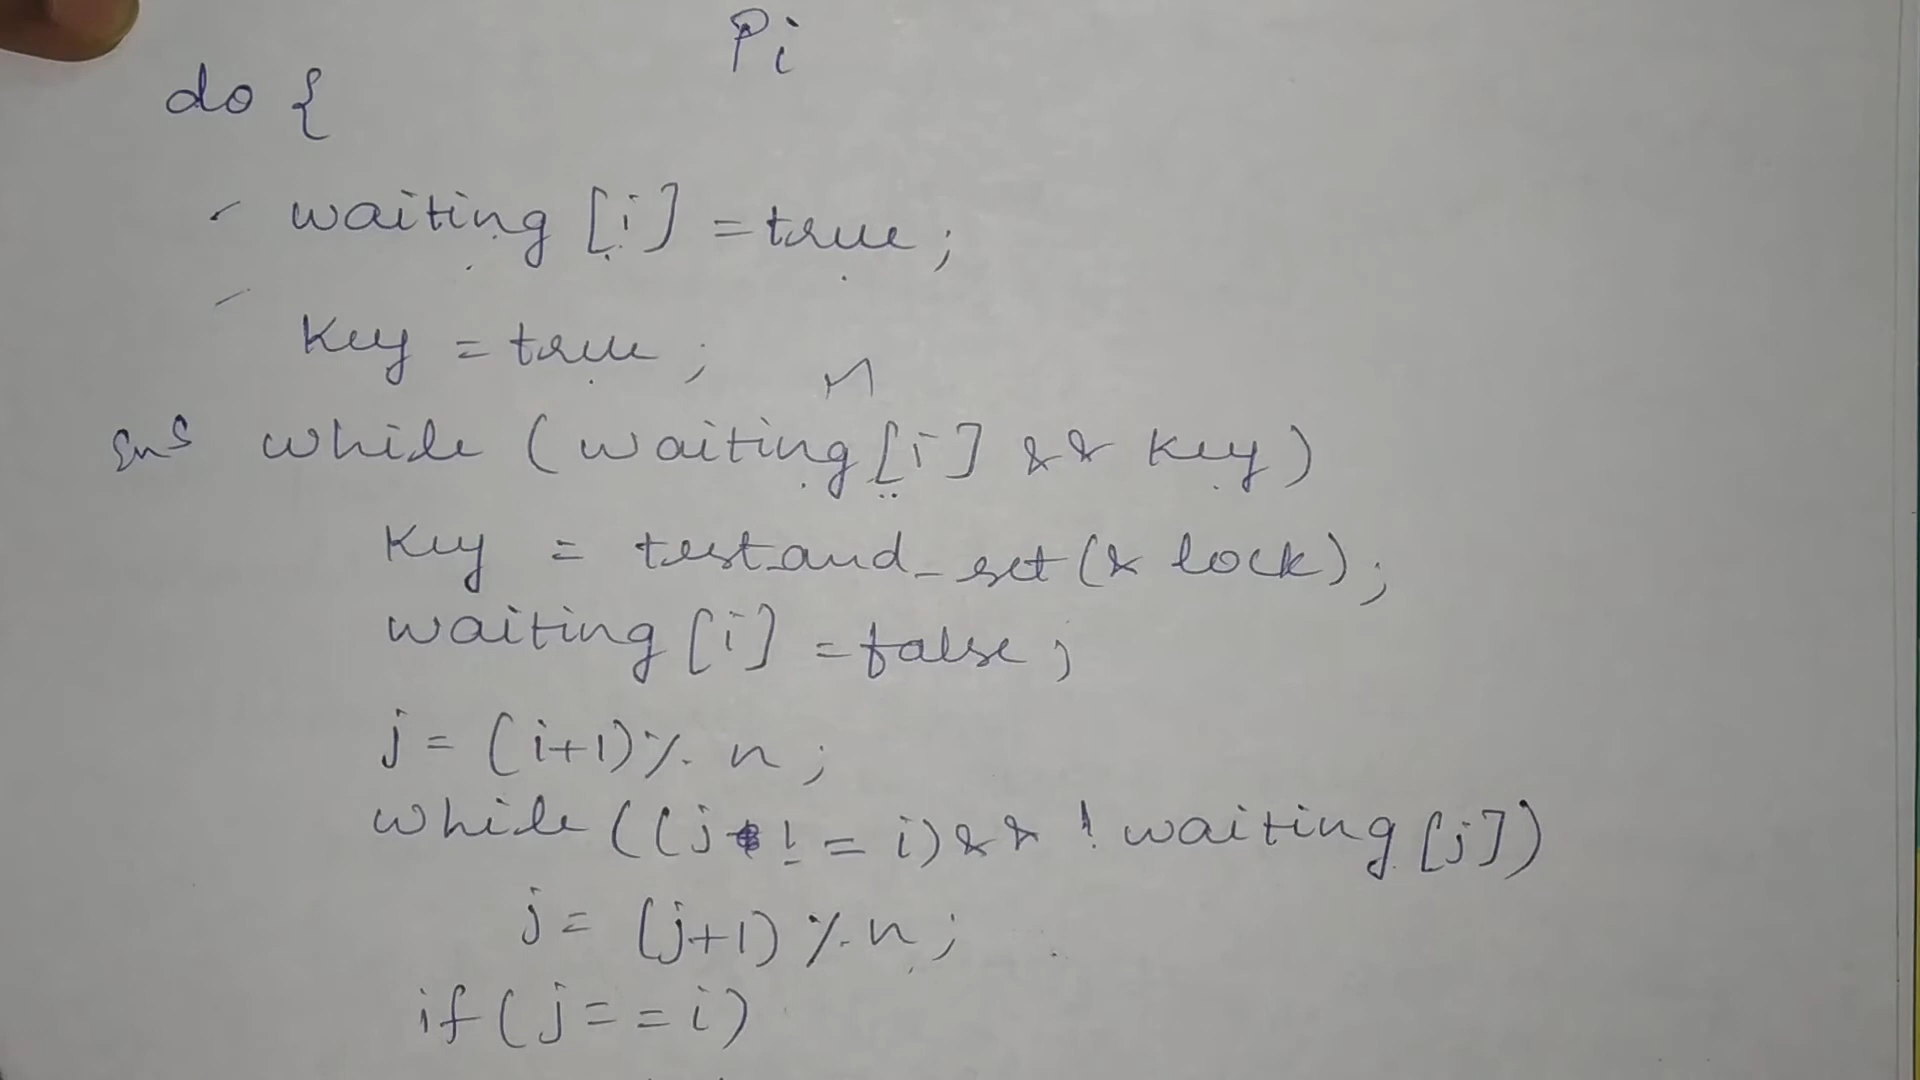 Pi
do {
waiting [i] = true;
Key = true;
while (waiting [i] && key)
Key = test and_set (& lock);
waiting [i] = false;
j = (i+1) % n;
while ((j != i) && ! waiting [j])
j = (j+1) % n;
if (j == i)